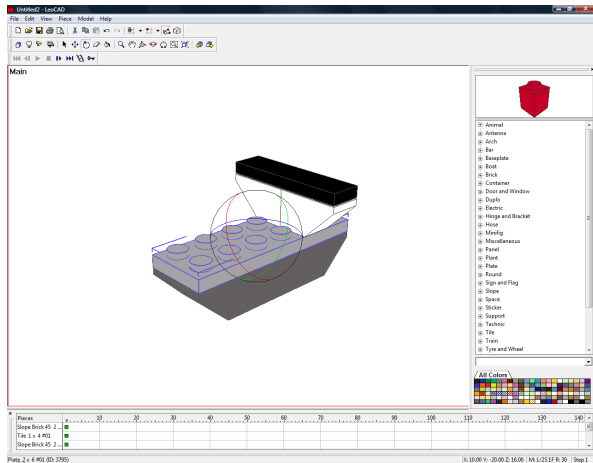 Untitled2 - LeoCAD
File Edit View Piece Model Help
Main
Animal
Antenna
Arch
Bar
Baseplate
Boat
Brick
Container
Door and Window
Duplo
Electric
Hinge and Bracket
Hose
Minifig
Miscellaneous
Panel
Plant
Plate
Round
Sign and Flag
Slope
Space
Sticker
Support
Technic
Tile
Train
Tyre and Wheel
All Colors
Pieces 10 20 30 40 50 60 70 80 90 100 110 120 130 140
Slope Brick 45 2 ...
Tile 1 x 4 #01
Slope Brick 45 2 ...
Plate 2 x 6 #01 (ID: 3795) X: 10.00 Y: -20.00 Z: 16.00 M: 1/2S 1F R: 30 Step 1